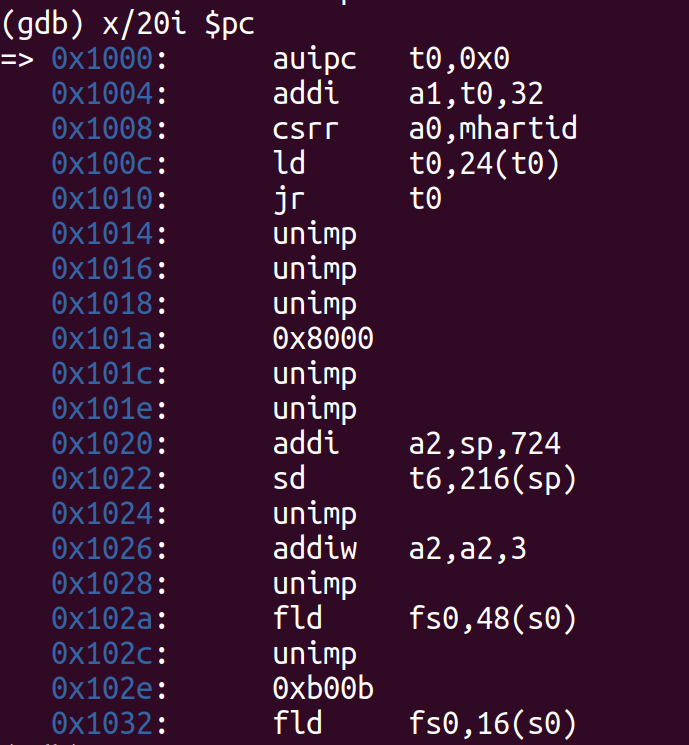 (gdb) x/20i $pc
=> 0x1000: auipc t0,0x0
0x1004: addi a1,t0,32
0x1008: csrr a0,mhartid
0x100c: ld t0,24(t0)
0x1010: jr t0
0x1014: unimp
0x1016: unimp
0x1018: unimp
0x101a: 0x8000
0x101c: unimp
0x101e: unimp
0x1020: addi a2,sp,724
0x1022: sd t6,216(sp)
0x1024: unimp
0x1026: addiw a2,a2,3
0x1028: unimp
0x102a: fld fs0,48(s0)
0x102c: unimp
0x102e: 0xb00b
0x1032: fld fs0,16(s0)